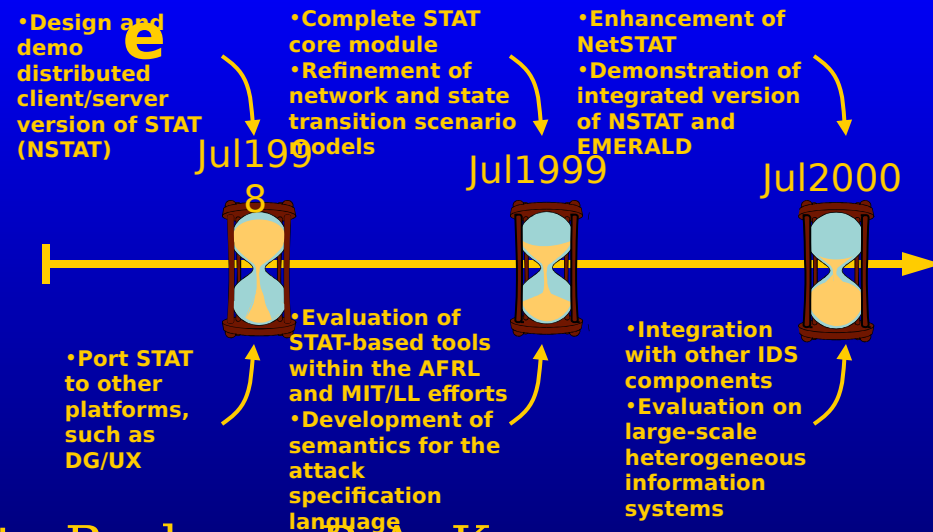 e
•Design and
demo
distributed
client/server
version of STAT
(NSTAT)
•Complete STAT
core module
•Refinement of
network and state
transition scenario
models
•Enhancement of
NetSTAT
•Demonstration of
integrated version
of NSTAT and
EMERALD
Jul199
8
Jul1999
Jul2000
•Port STAT
to other
platforms,
such as
DG/UX
•Evaluation of
STAT-based tools
within the AFRL
and MIT/LL efforts
•Development of
semantics for the
attack
specification
language
•Integration
with other IDS
components
•Evaluation on
large-scale
heterogeneous
information
systems